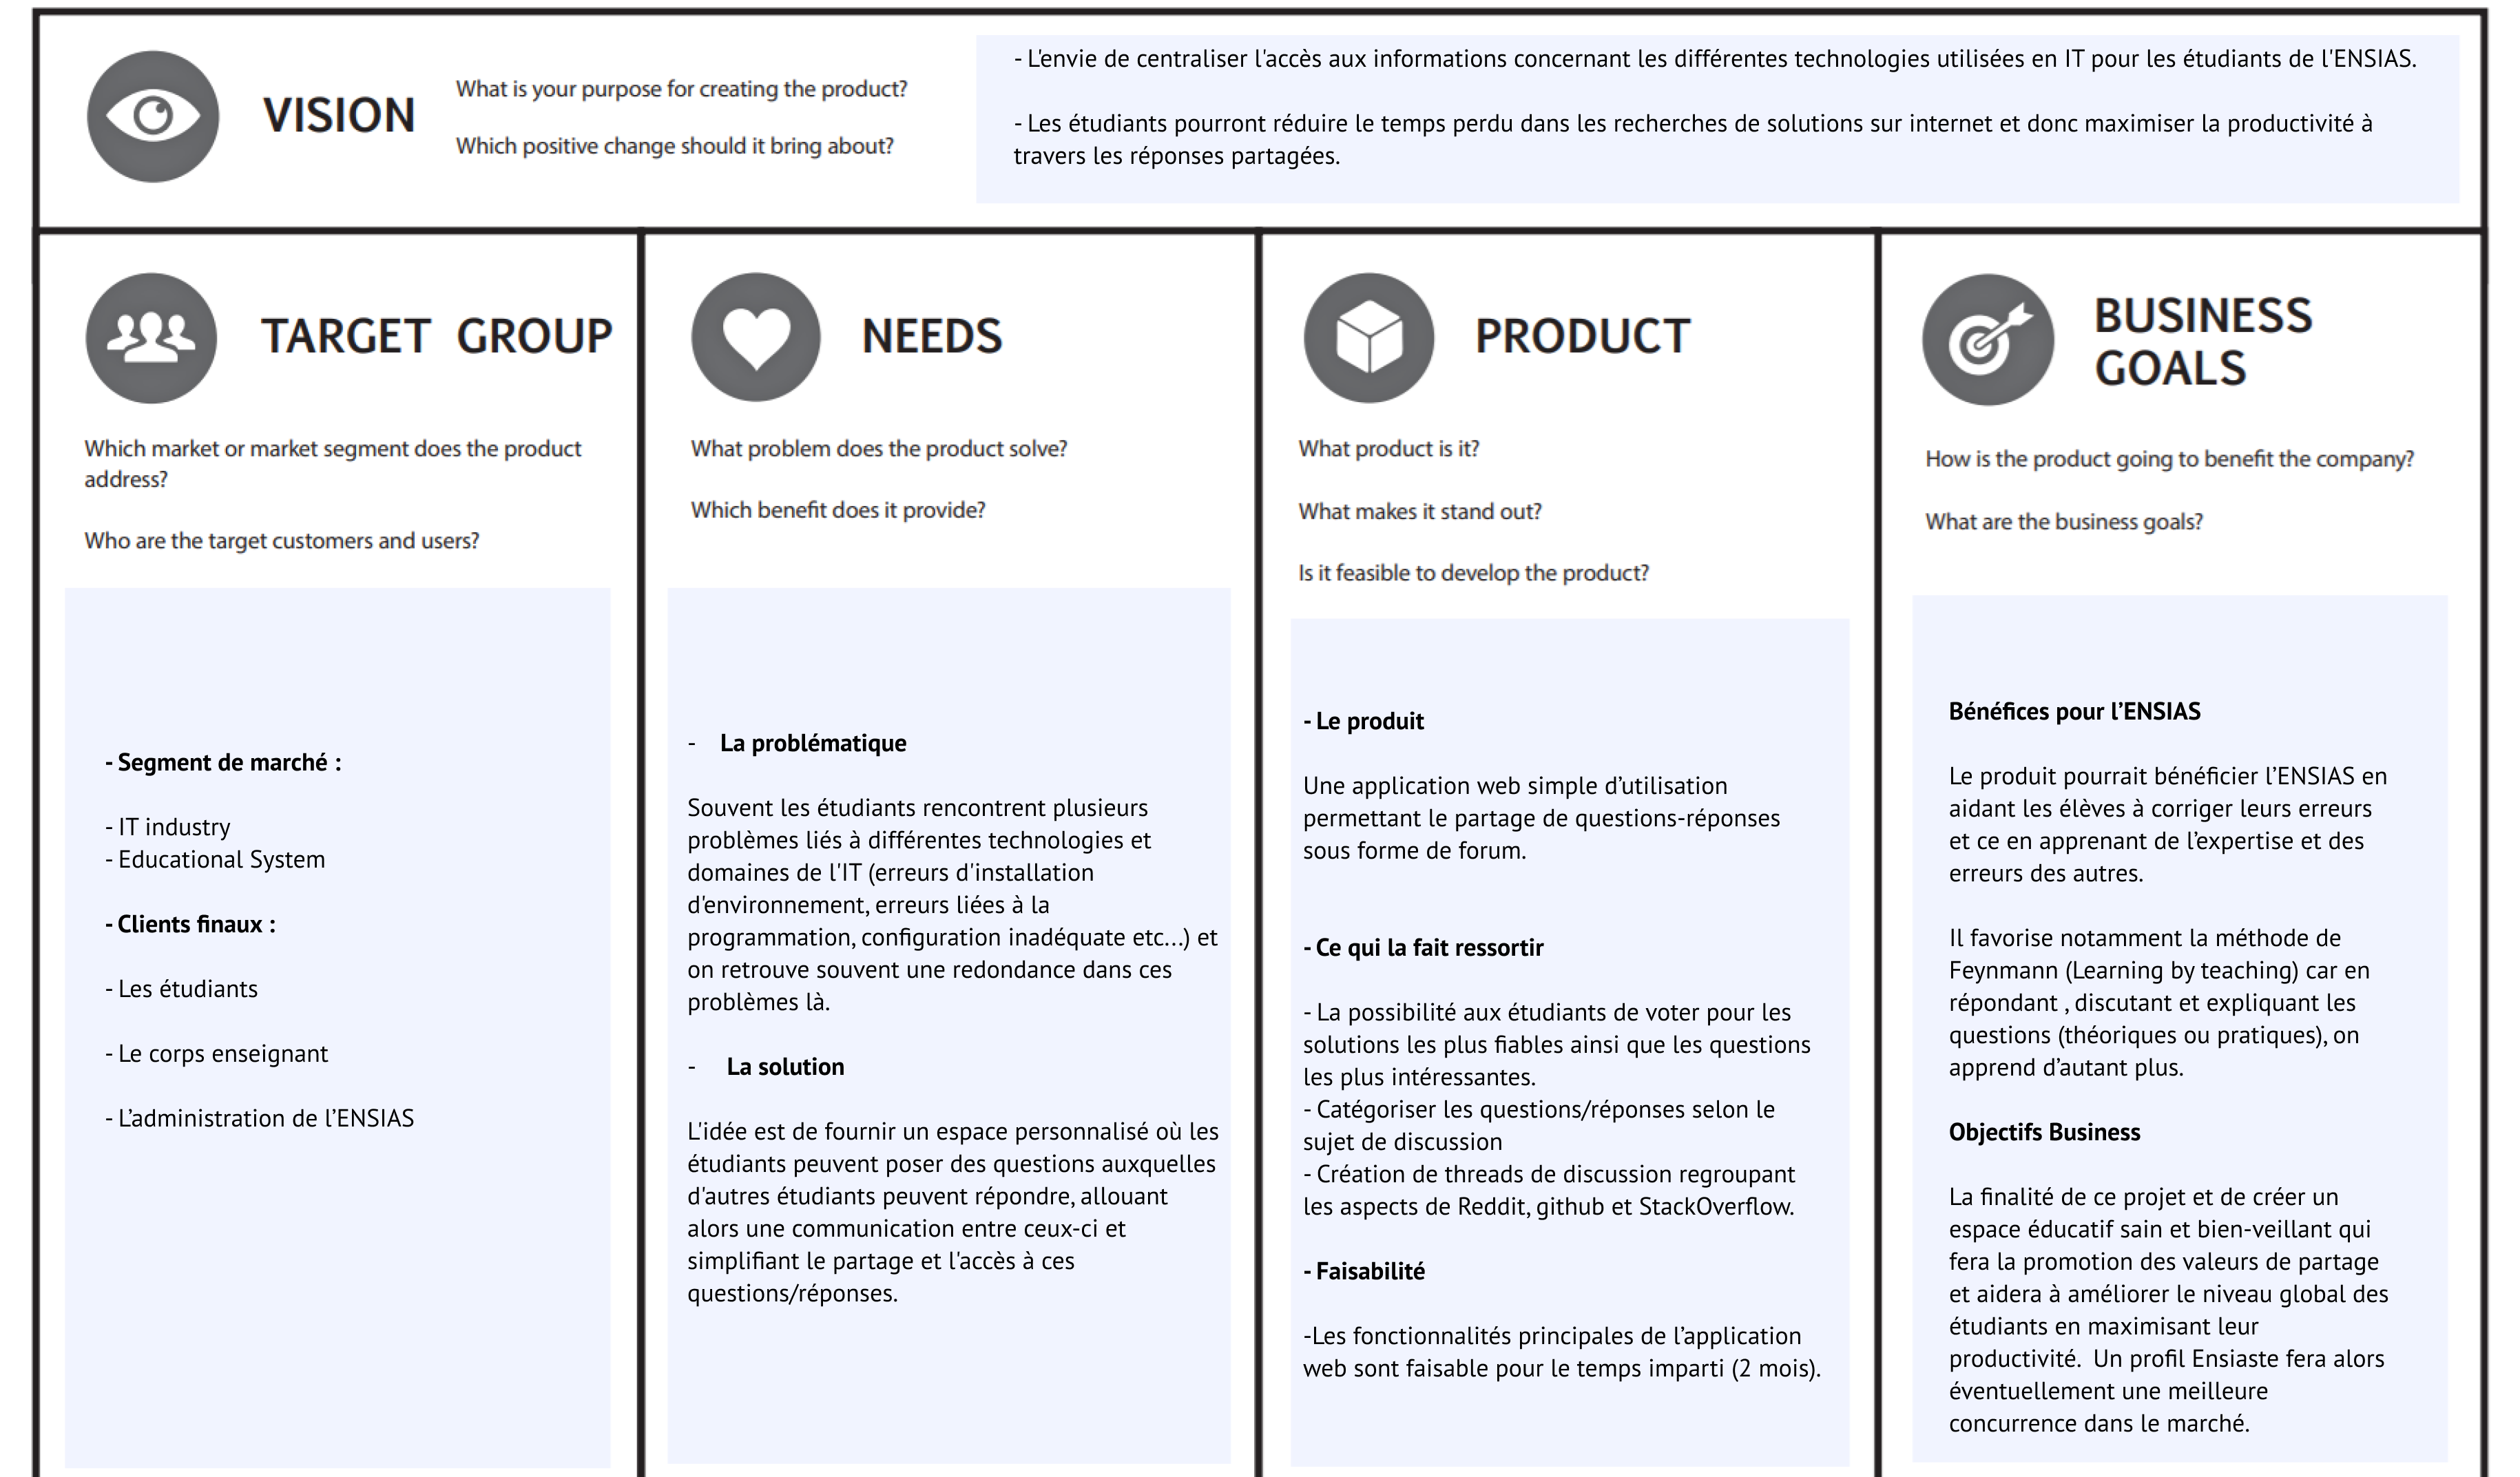 VISION
What is your purpose for creating the product?
Which positive change should it bring about?
- L'envie de centraliser l'accès aux informations concernant les différentes technologies utilisées en IT pour les étudiants de l'ENSIAS.
- Les étudiants pourront réduire le temps perdu dans les recherches de solutions sur internet et donc maximiser la productivité à
travers les réponses partagées.
TARGET GROUP
Which market or market segment does the product
address?
Who are the target customers and users?
- Segment de marché :
- IT industry
- Educational System
- Clients finaux :
- Les étudiants
- Le corps enseignant
- L’administration de l’ENSIAS
NEEDS
What problem does the product solve?
Which benefit does it provide?
- La problématique
Souvent les étudiants rencontrent plusieurs
problèmes liés à différentes technologies et
domaines de l'IT (erreurs d'installation
d'environnement, erreurs liées à la
programmation, configuration inadéquate etc...) et
on retrouve souvent une redondance dans ces
problèmes là.
- La solution
L'idée est de fournir un espace personnalisé où les
étudiants peuvent poser des questions auxquelles
d'autres étudiants peuvent répondre, allouant
alors une communication entre ceux-ci et
simplifiant le partage et l'accès à ces
questions/réponses.
PRODUCT
What product is it?
What makes it stand out?
Is it feasible to develop the product?
- Le produit
Une application web simple d’utilisation
permettant le partage de questions-réponses
sous forme de forum.
- Ce qui la fait ressortir
- La possibilité aux étudiants de voter pour les
solutions les plus fiables ainsi que les questions
les plus intéressantes.
- Catégoriser les questions/réponses selon le
sujet de discussion
- Création de threads de discussion regroupant
les aspects de Reddit, github et StackOverflow.
- Faisabilité
-Les fonctionnalités principales de l’application
web sont faisable pour le temps imparti (2 mois).
BUSINESS
GOALS
How is the product going to benefit the company?
What are the business goals?
Bénéfices pour l’ENSIAS
Le produit pourrait bénéficier l’ENSIAS en
aidant les élèves à corriger leurs erreurs
et ce en apprenant de l’expertise et des
erreurs des autres.
Il favorise notamment la méthode de
Feynmann (Learning by teaching) car en
répondant , discutant et expliquant les
questions (théoriques ou pratiques), on
apprend d’autant plus.
Objectifs Business
La finalité de ce projet et de créer un
espace éducatif sain et bien-veillant qui
fera la promotion des valeurs de partage
et aidera à améliorer le niveau global des
étudiants en maximisant leur
productivité. Un profil Ensiaste fera alors
éventuellement une meilleure
concurrence dans le marché.